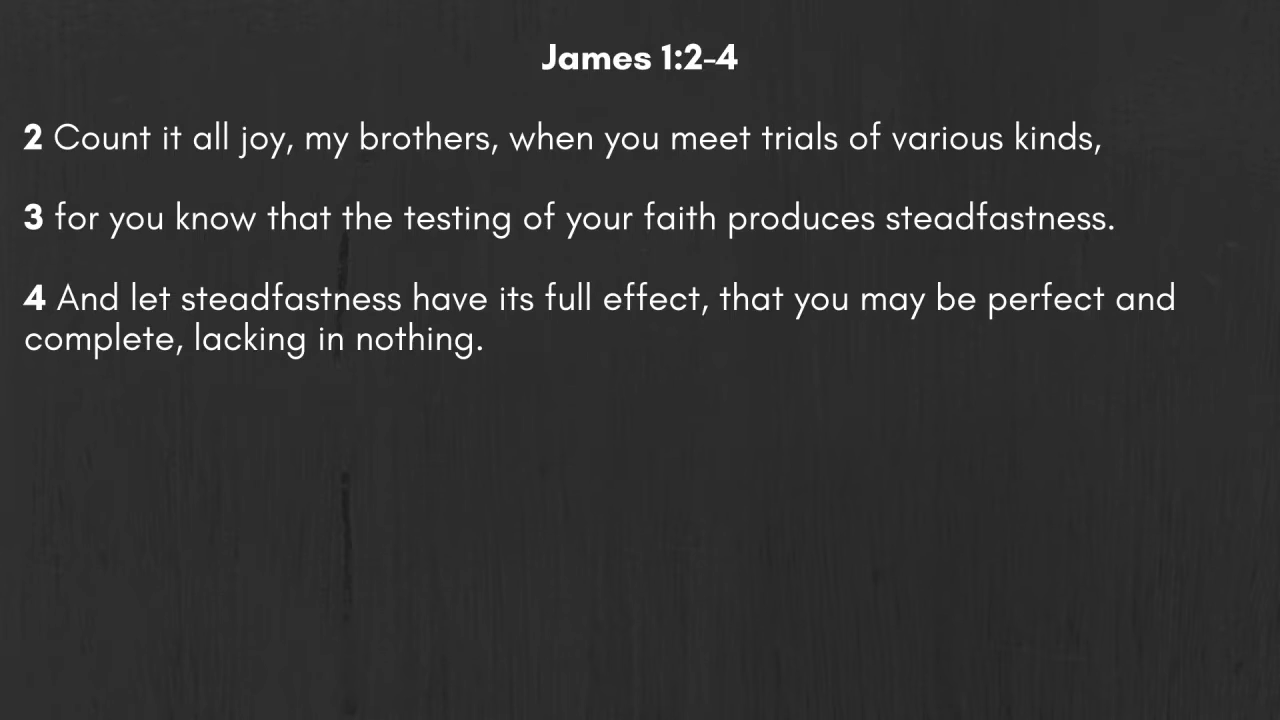 James 1:2-4
2 Count it all joy, my brothers, when you meet trials of various kinds,
3 for you know that the testing of your faith produces steadfastness.
4 And let steadfastness have its full effect, that you may be perfect and
complete, lacking in nothing.